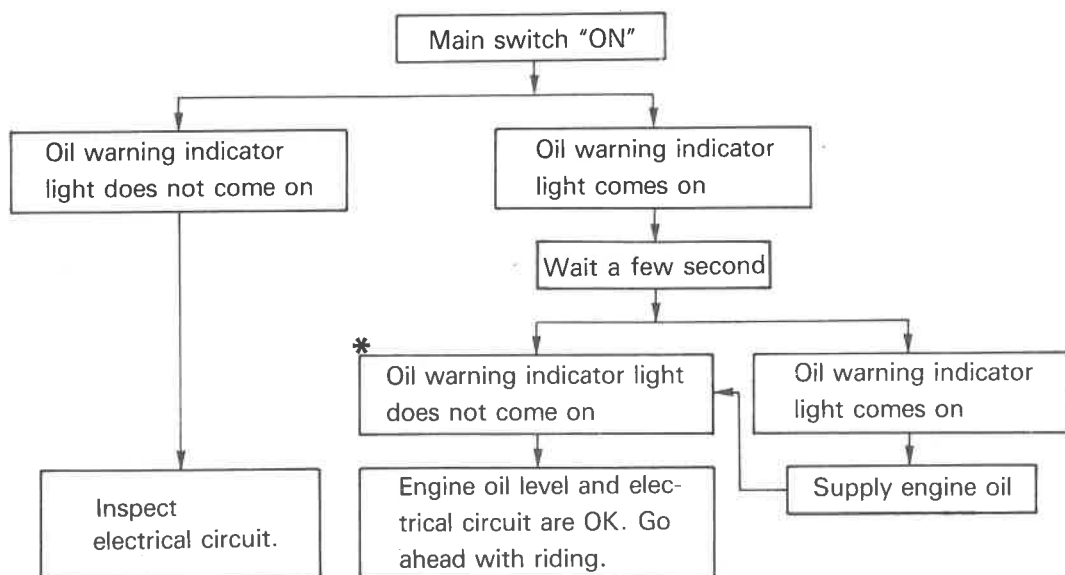 Main switch “ON”
Oil warning indicator
light does not come on
Oil warning indicator
light comes on
Wait a few second
*
Oil warning indicator light
does not come on
Oil warning indicator
light comes on
Inspect
electrical circuit.
Engine oil level and elec-
trical circuit are OK. Go
ahead with riding.
Supply engine oil